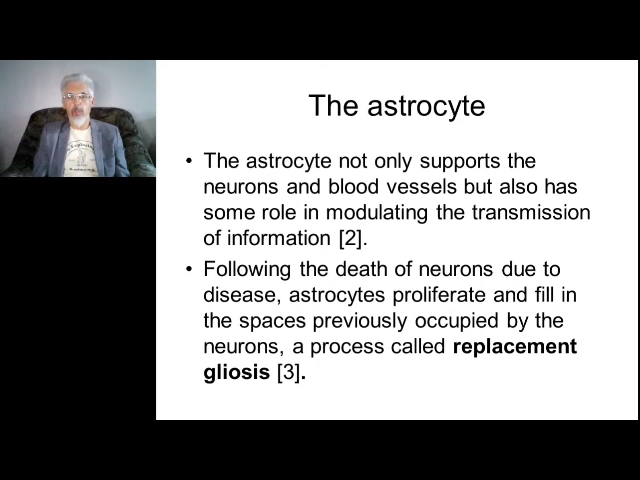 The astrocyte
• The astrocyte not only supports the
neurons and blood vessels but also has
some role in modulating the transmission
of information [2].
• Following the death of neurons due to
disease, astrocytes proliferate and fill in
the spaces previously occupied by the
neurons, a process called replacement
gliosis [3].